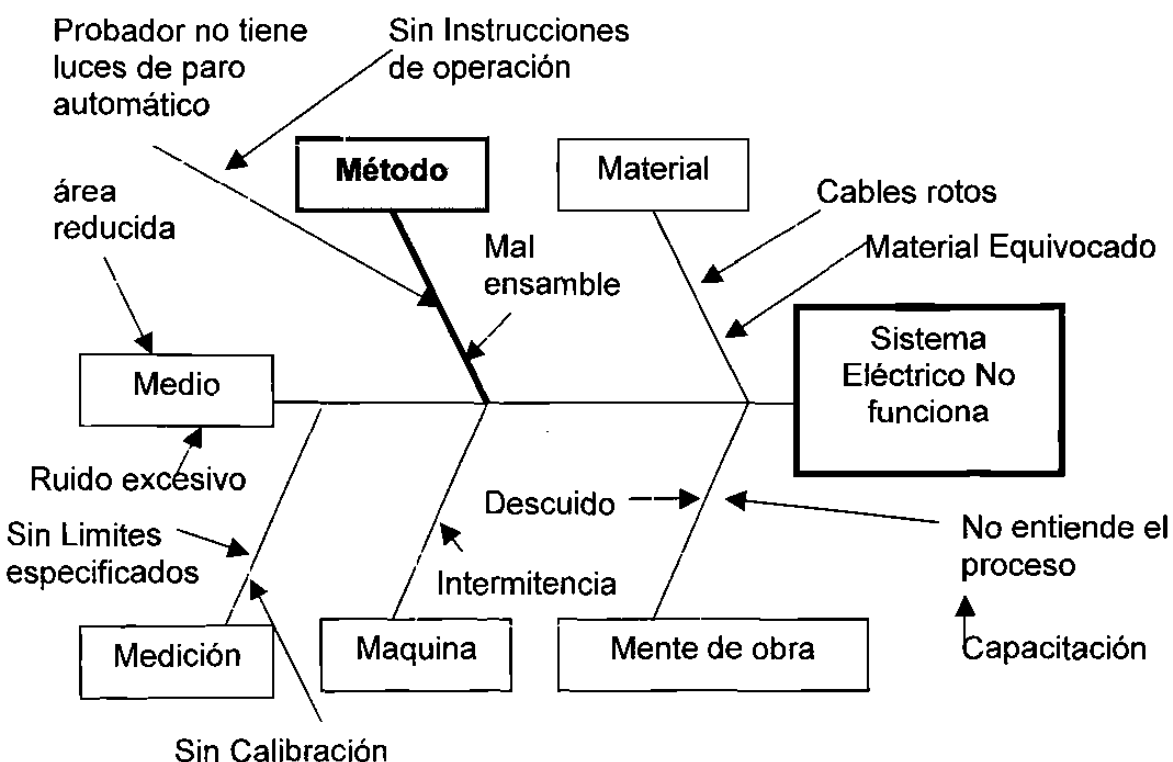 Probador no tiene
luces de paro
automático
Sin Instrucciones
de operación
Método
Material
área
reducida
Cables rotos
Mal
ensamble
Material Equivocado
Sistema
Eléctrico No
funciona
Medio
Ruido excesivo
Descuido
Sin Limites
especificados
No entiende el
proceso
Intermitencia
Medición
Maquina
Mente de obra
Capacitación
Sin Calibración